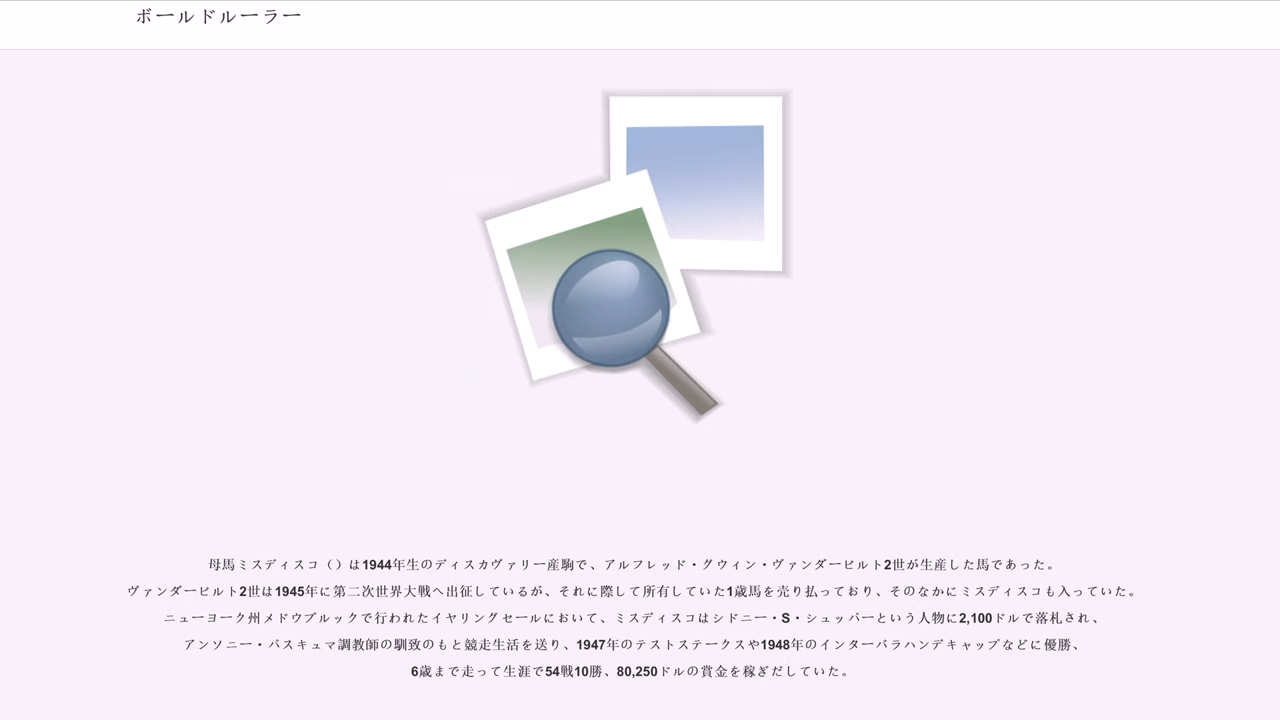 ボールドルーラー
母馬ミスディスコ（）は1944年生のディスカヴァリー産駒で、アルフレッド・グウィン・ヴァンダービルト2世が生産した馬であった。
ヴァンダービルト2世は1945年に第二次世界大戦へ出征しているが、それに際して所有していた1歳馬を売り払っており、そのなかにミスディスコも入っていた。
ニューヨーク州メドウブルックで行われたイヤリングセールにおいて、ミスディスコはシドニー・S・シュッパーという人物に2,100ドルで落札され、
アンソニー・パスキュマ調教師の馴致のもと競走生活を送り、1947年のテストステークスや1948年のインターバラハンデキャップなどに優勝、
6歳まで走って生涯で54戦10勝、80,250ドルの賞金を稼ぎだしていた。